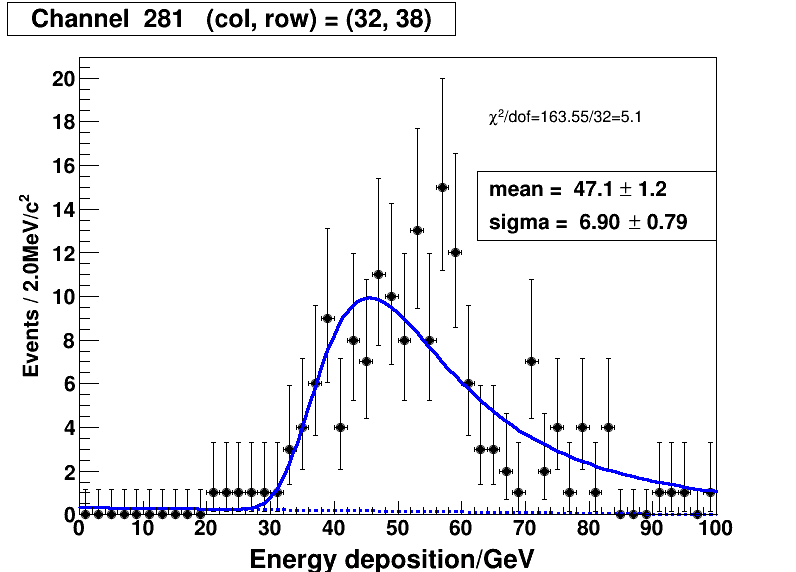 Channel 281 (col, row) = (32, 38)
20
18
16
14
12
10
8
6
4
2
0
Events / 2.0MeV/c²
χ²/dof=163.55/32=5.1
mean = 47.1 ± 1.2
sigma = 6.90 ± 0.79
0 10 20 30 40 50 60 70 80 90 100
Energy deposition/GeV